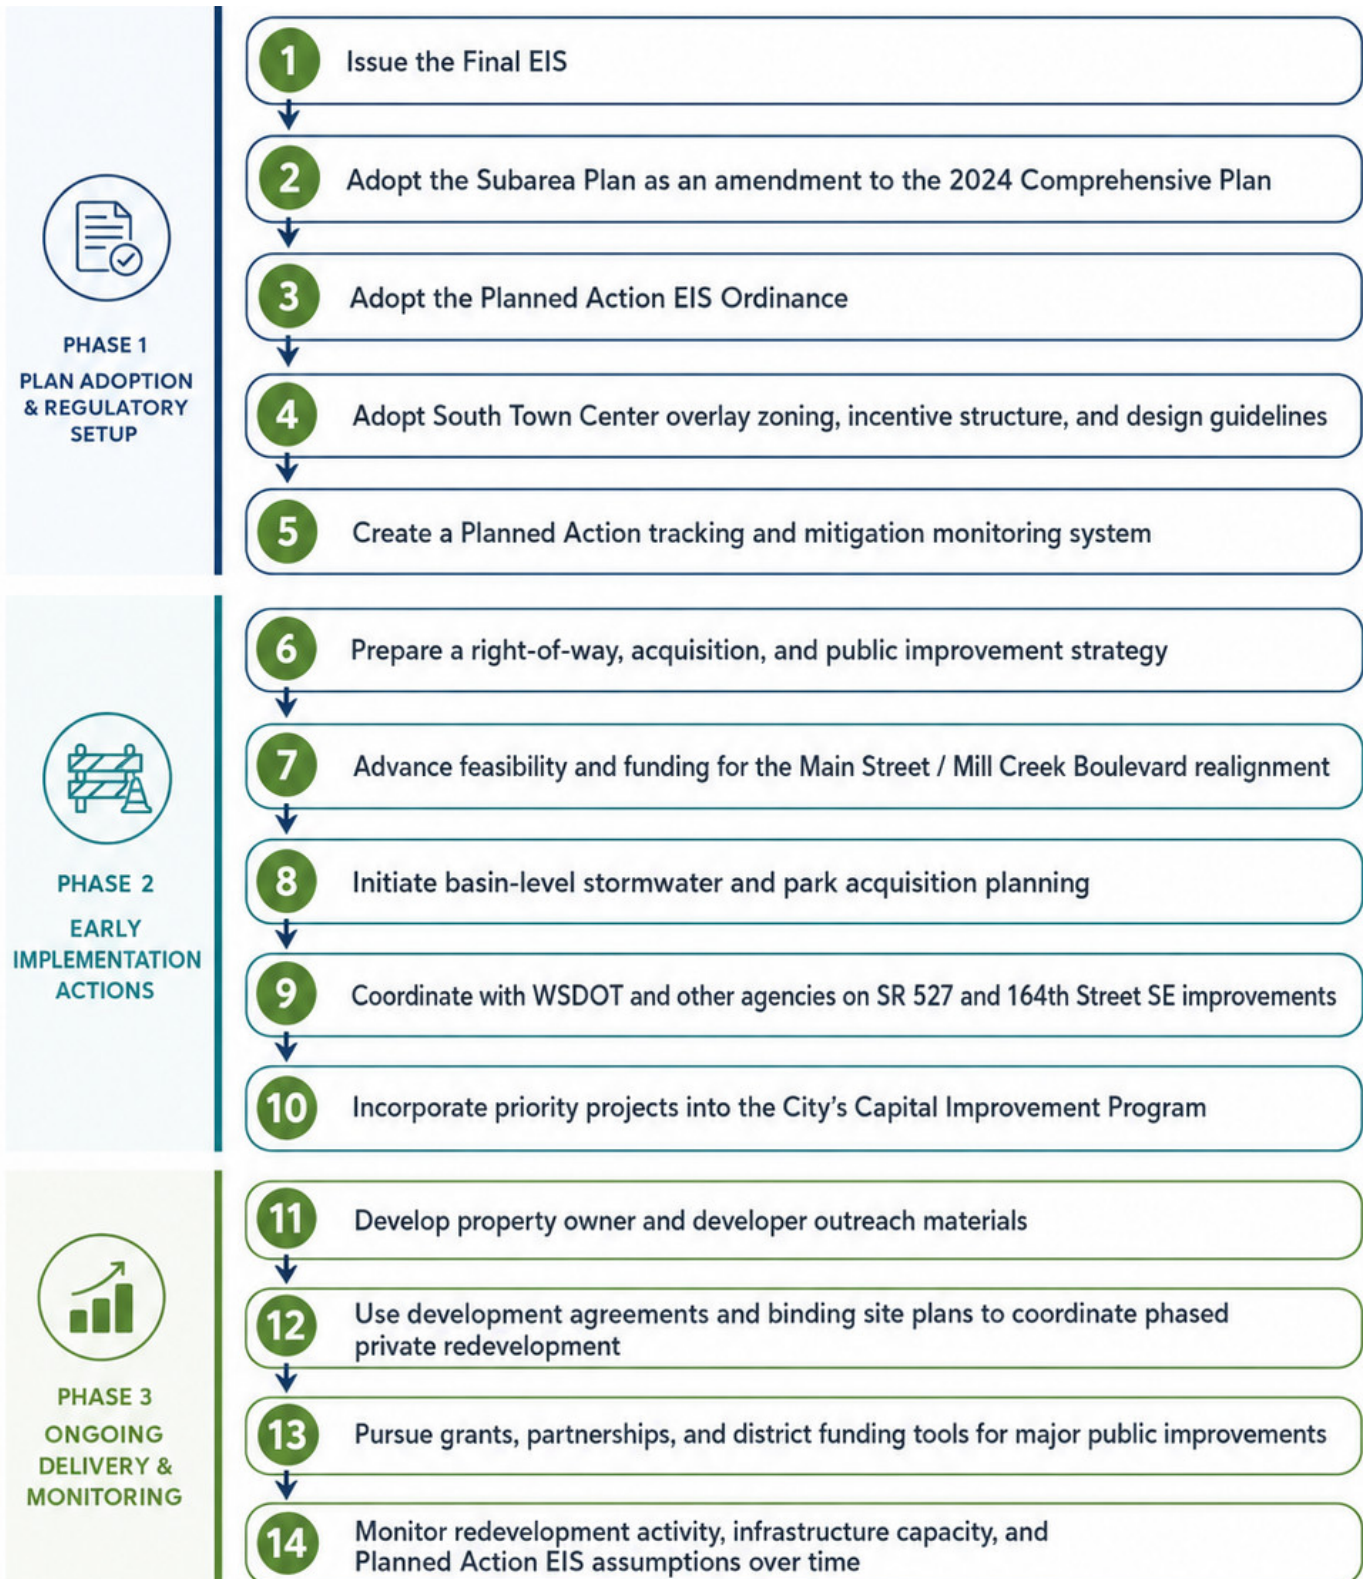 1 Issue the Final EIS
2 Adopt the Subarea Plan as an amendment to the 2024 Comprehensive Plan
3 Adopt the Planned Action EIS Ordinance
4 Adopt South Town Center overlay zoning, incentive structure, and design guidelines
5 Create a Planned Action tracking and mitigation monitoring system
PHASE 1
PLAN ADOPTION
& REGULATORY
SETUP
6 Prepare a right-of-way, acquisition, and public improvement strategy
7 Advance feasibility and funding for the Main Street / Mill Creek Boulevard realignment
8 Initiate basin-level stormwater and park acquisition planning
9 Coordinate with WSDOT and other agencies on SR 527 and 164th Street SE improvements
10 Incorporate priority projects into the City’s Capital Improvement Program
PHASE 2
EARLY
IMPLEMENTATION
ACTIONS
11 Develop property owner and developer outreach materials
12 Use development agreements and binding site plans to coordinate phased
private redevelopment
13 Pursue grants, partnerships, and district funding tools for major public improvements
14 Monitor redevelopment activity, infrastructure capacity, and
Planned Action EIS assumptions over time
PHASE 3
ONGOING
DELIVERY &
MONITORING